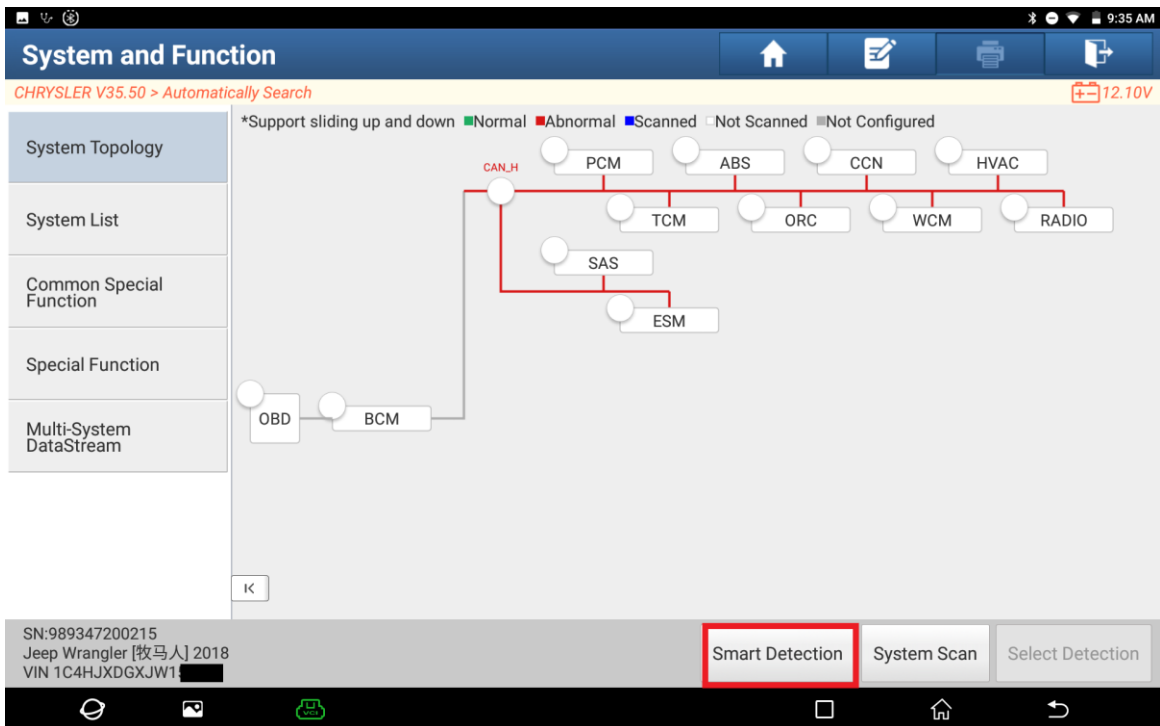 9:35 AM
System and Function
CHRYSLER V35.50 > Automatically Search
12.10V
System Topology
System List
Common Special
Function
Special Function
Multi-System
DataStream
*Support sliding up and down Normal Abnormal Scanned Not Scanned Not Configured
CAN_H
PCM ABS CCN HVAC
TCM ORC WCM RADIO
SAS
ESM
OBD BCM
SN:989347200215
Jeep Wrangler [牧马人] 2018
VIN 1C4HJXDGXJW1
Smart Detection System Scan Select Detection
VCI